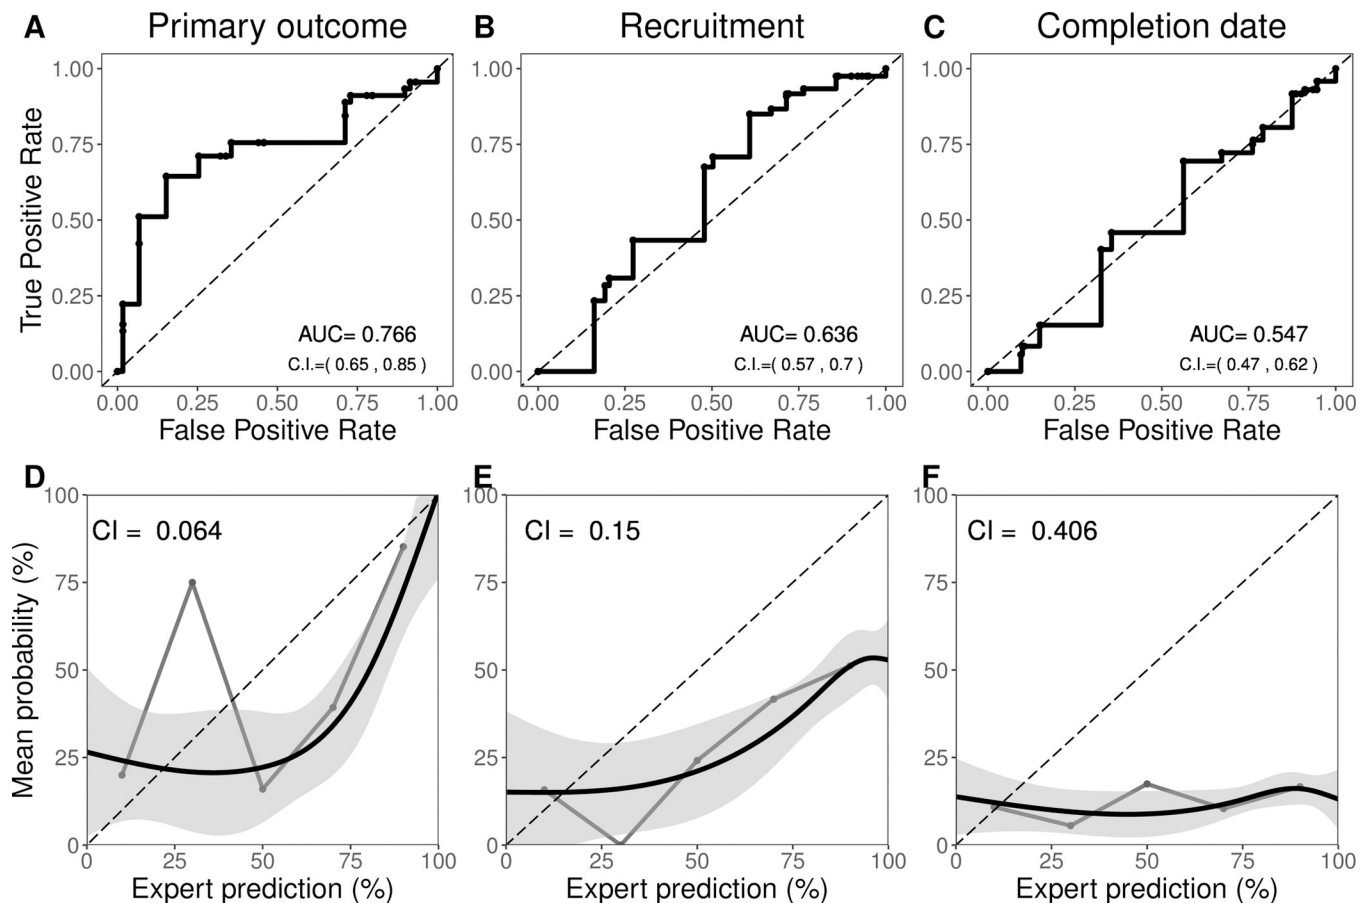 A Primary outcome
B Recruitment
C Completion date
True Positive Rate
1.00
0.75
0.50
0.25
0.00
AUC= 0.766
C.I.=( 0.65 , 0.85 )
0.00 0.25 0.50 0.75 1.00
False Positive Rate
1.00
0.75
0.50
0.25
0.00
AUC= 0.636
C.I.=( 0.57 , 0.7 )
0.00 0.25 0.50 0.75 1.00
False Positive Rate
1.00
0.75
0.50
0.25
0.00
AUC= 0.547
C.I.=( 0.47 , 0.62 )
0.00 0.25 0.50 0.75 1.00
False Positive Rate
D
Mean probability (%)
100
75
50
25
0
CI = 0.064
0 25 50 75 100
Expert prediction (%)
E
100
75
50
25
0
CI = 0.15
0 25 50 75 100
Expert prediction (%)
F
100
75
50
25
0
CI = 0.406
0 25 50 75 100
Expert prediction (%)